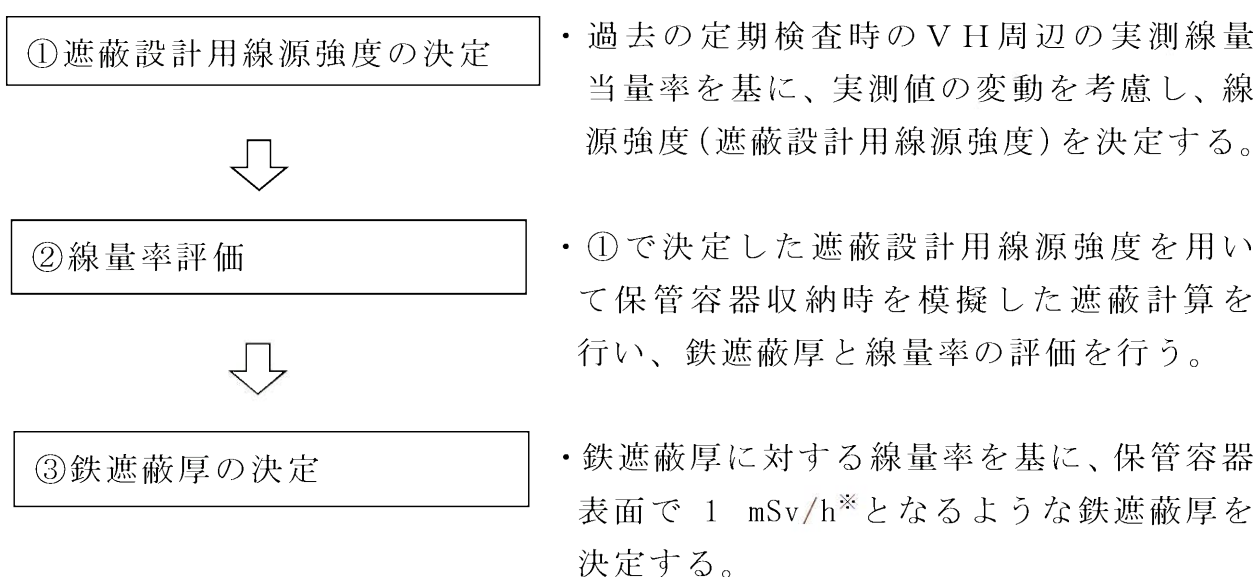 ①遮蔽設計用線源強度の決定
・過去の定期検査時のＶＨ周辺の実測線量
当量率を基に、実測値の変動を考慮し、線
源強度(遮蔽設計用線源強度)を決定する。
②線量率評価
・①で決定した遮蔽設計用線源強度を用い
て保管容器収納時を模擬した遮蔽計算を
行い、鉄遮蔽厚と線量率の評価を行う。
③鉄遮蔽厚の決定
・鉄遮蔽厚に対する線量率を基に、保管容器
表面で 1 mSv/h※となるような鉄遮蔽厚を
決定する。